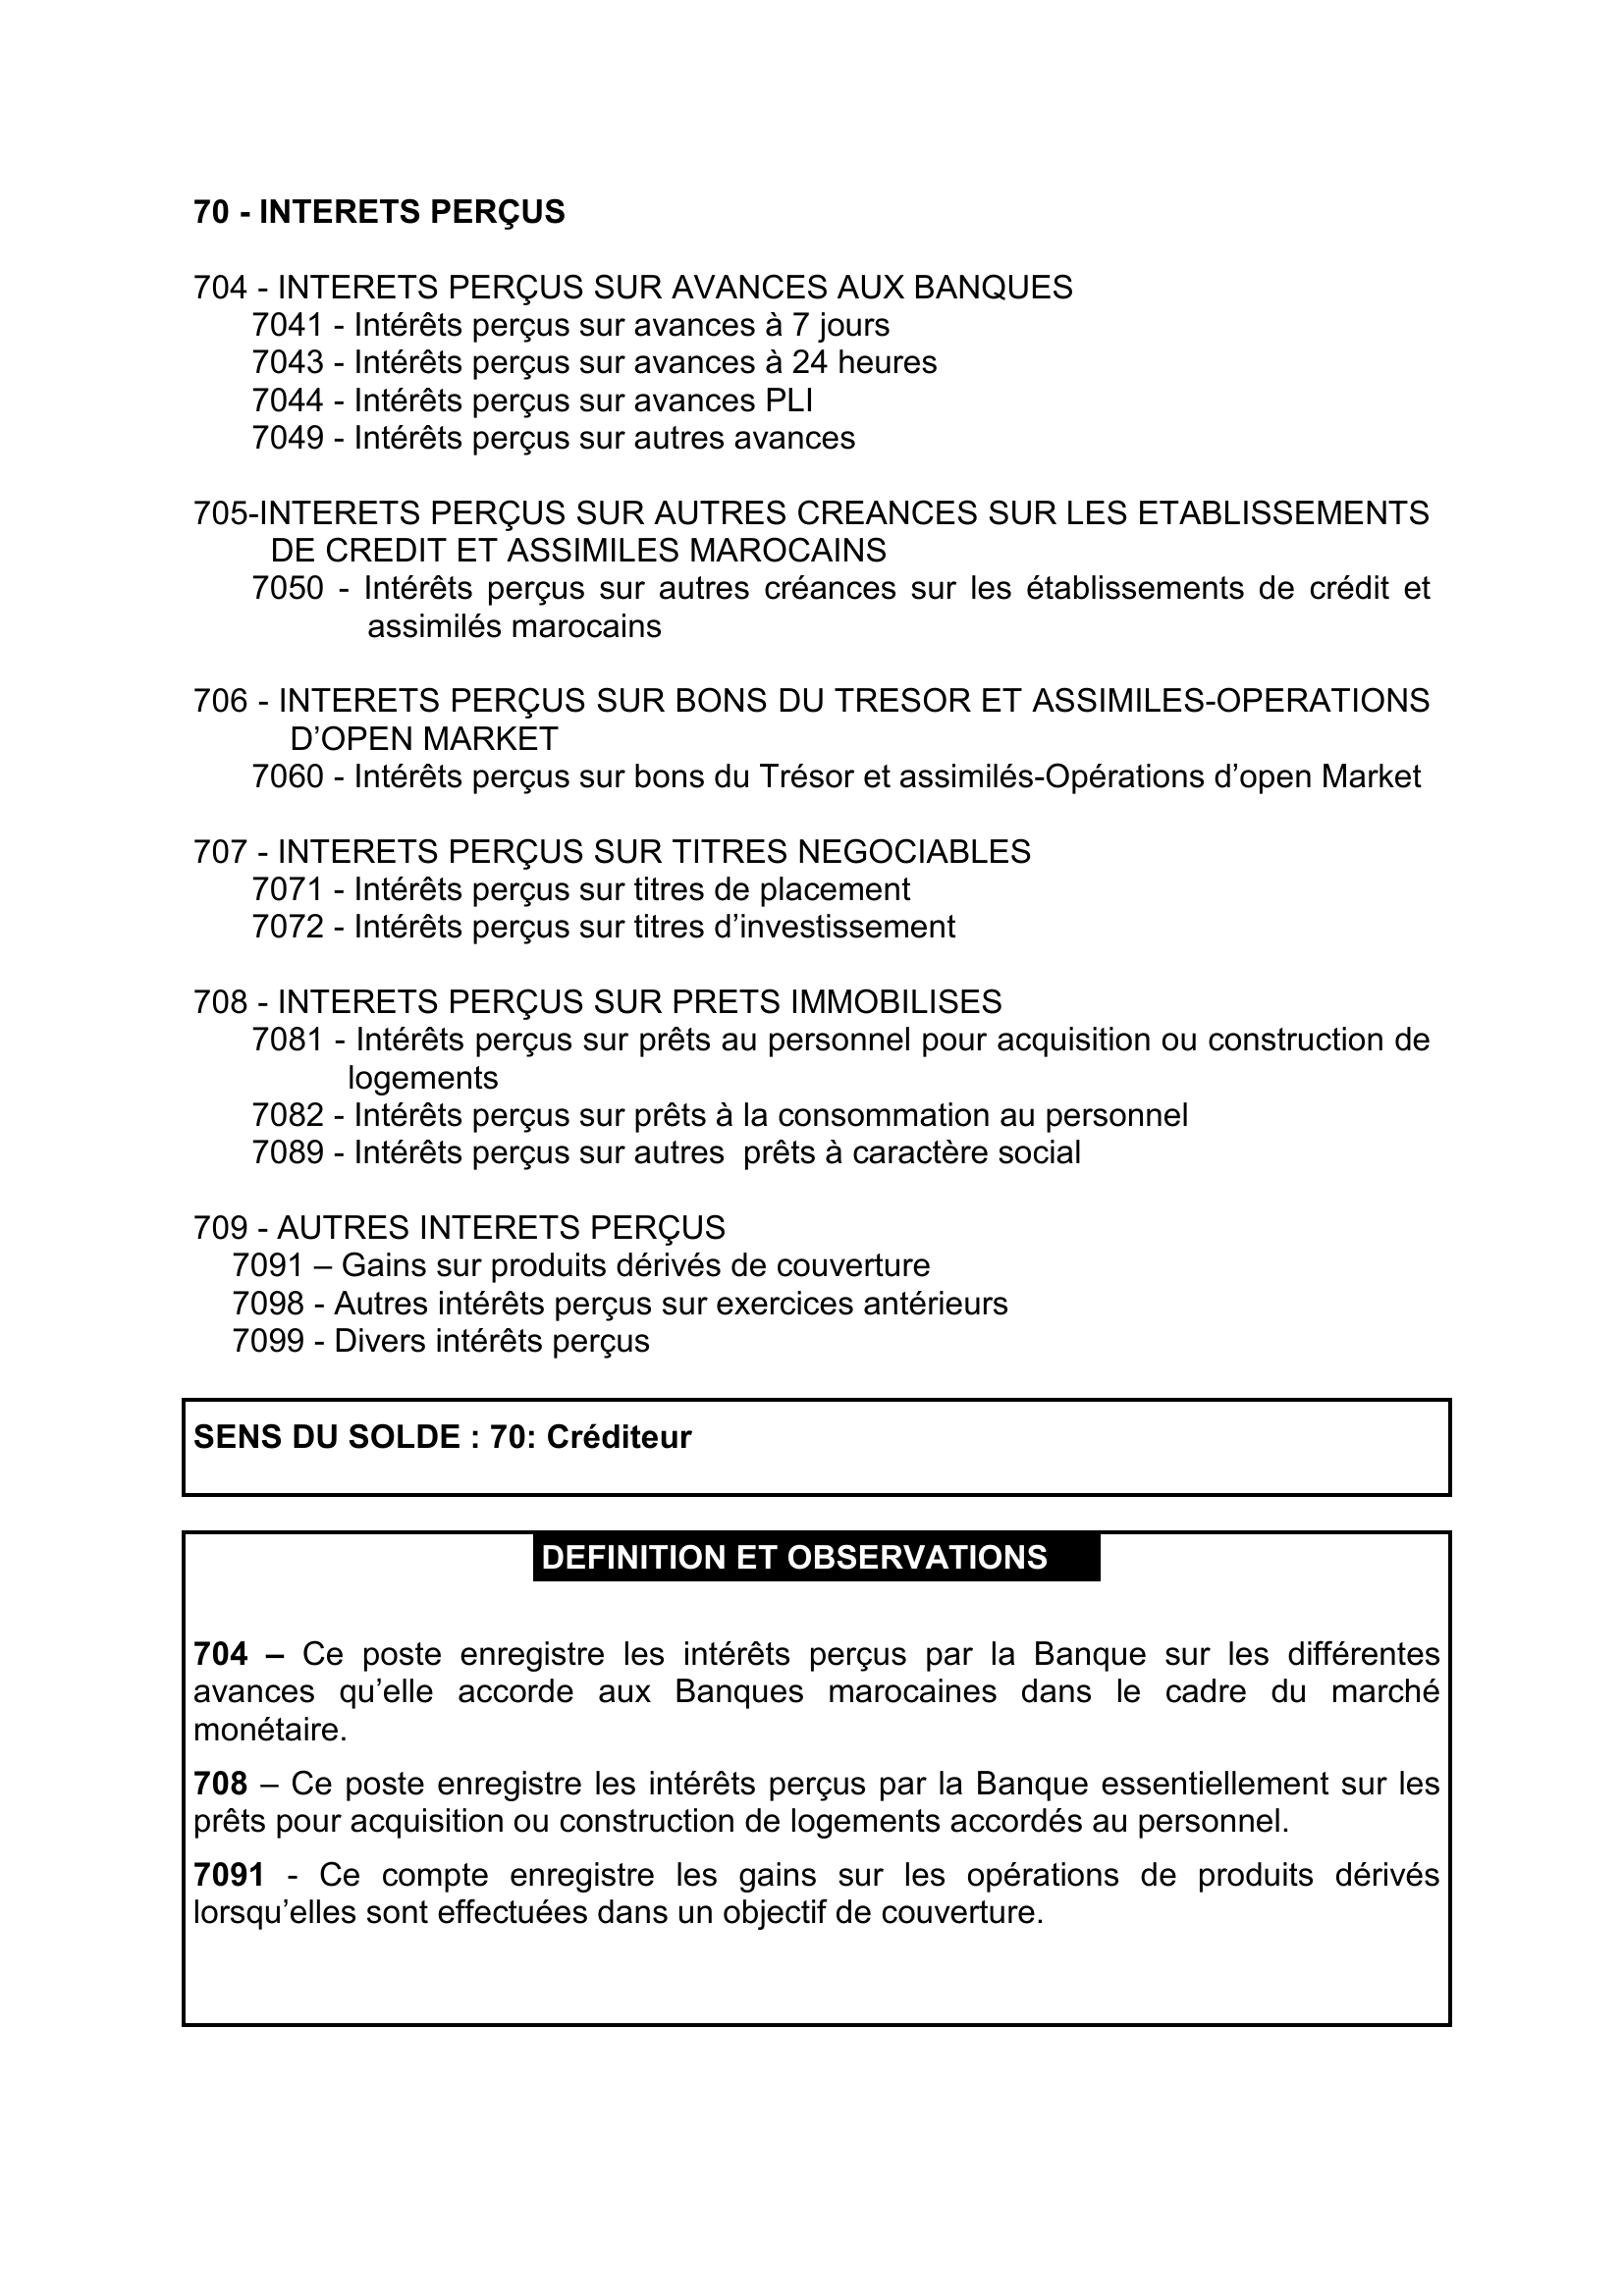 70 - INTERETS PERÇUS
704 - INTERETS PERÇUS SUR AVANCES AUX BANQUES
7041 - Intérêts perçus sur avances à 7 jours
7043 - Intérêts perçus sur avances à 24 heures
7044 - Intérêts perçus sur avances PLI
7049 - Intérêts perçus sur autres avances
705-INTERETS PERÇUS SUR AUTRES CREANCES SUR LES ETABLISSEMENTS
DE CREDIT ET ASSIMILES MAROCAINS
7050 - Intérêts perçus sur autres créances sur les établissements de crédit et
assimilés marocains
706 - INTERETS PERÇUS SUR BONS DU TRESOR ET ASSIMILES-OPERATIONS
D’OPEN MARKET
7060 - Intérêts perçus sur bons du Trésor et assimilés-Opérations d’open Market
707 - INTERETS PERÇUS SUR TITRES NEGOCIABLES
7071 - Intérêts perçus sur titres de placement
7072 - Intérêts perçus sur titres d’investissement
708 - INTERETS PERÇUS SUR PRETS IMMOBILISES
7081 - Intérêts perçus sur prêts au personnel pour acquisition ou construction de
logements
7082 - Intérêts perçus sur prêts à la consommation au personnel
7089 - Intérêts perçus sur autres  prêts à caractère social
709 - AUTRES INTERETS PERÇUS
7091 – Gains sur produits dérivés de couverture
7098 - Autres intérêts perçus sur exercices antérieurs
7099 - Divers intérêts perçus
SENS DU SOLDE : 70: Créditeur
DEFINITION ET OBSERVATIONS
704 – Ce poste enregistre les intérêts perçus par la Banque sur les différentes
avances qu’elle accorde aux Banques marocaines dans le cadre du marché
monétaire.
708 – Ce poste enregistre les intérêts perçus par la Banque essentiellement sur les
prêts pour acquisition ou construction de logements accordés au personnel.
7091 - Ce compte enregistre les gains sur les opérations de produits dérivés
lorsqu’elles sont effectuées dans un objectif de couverture.